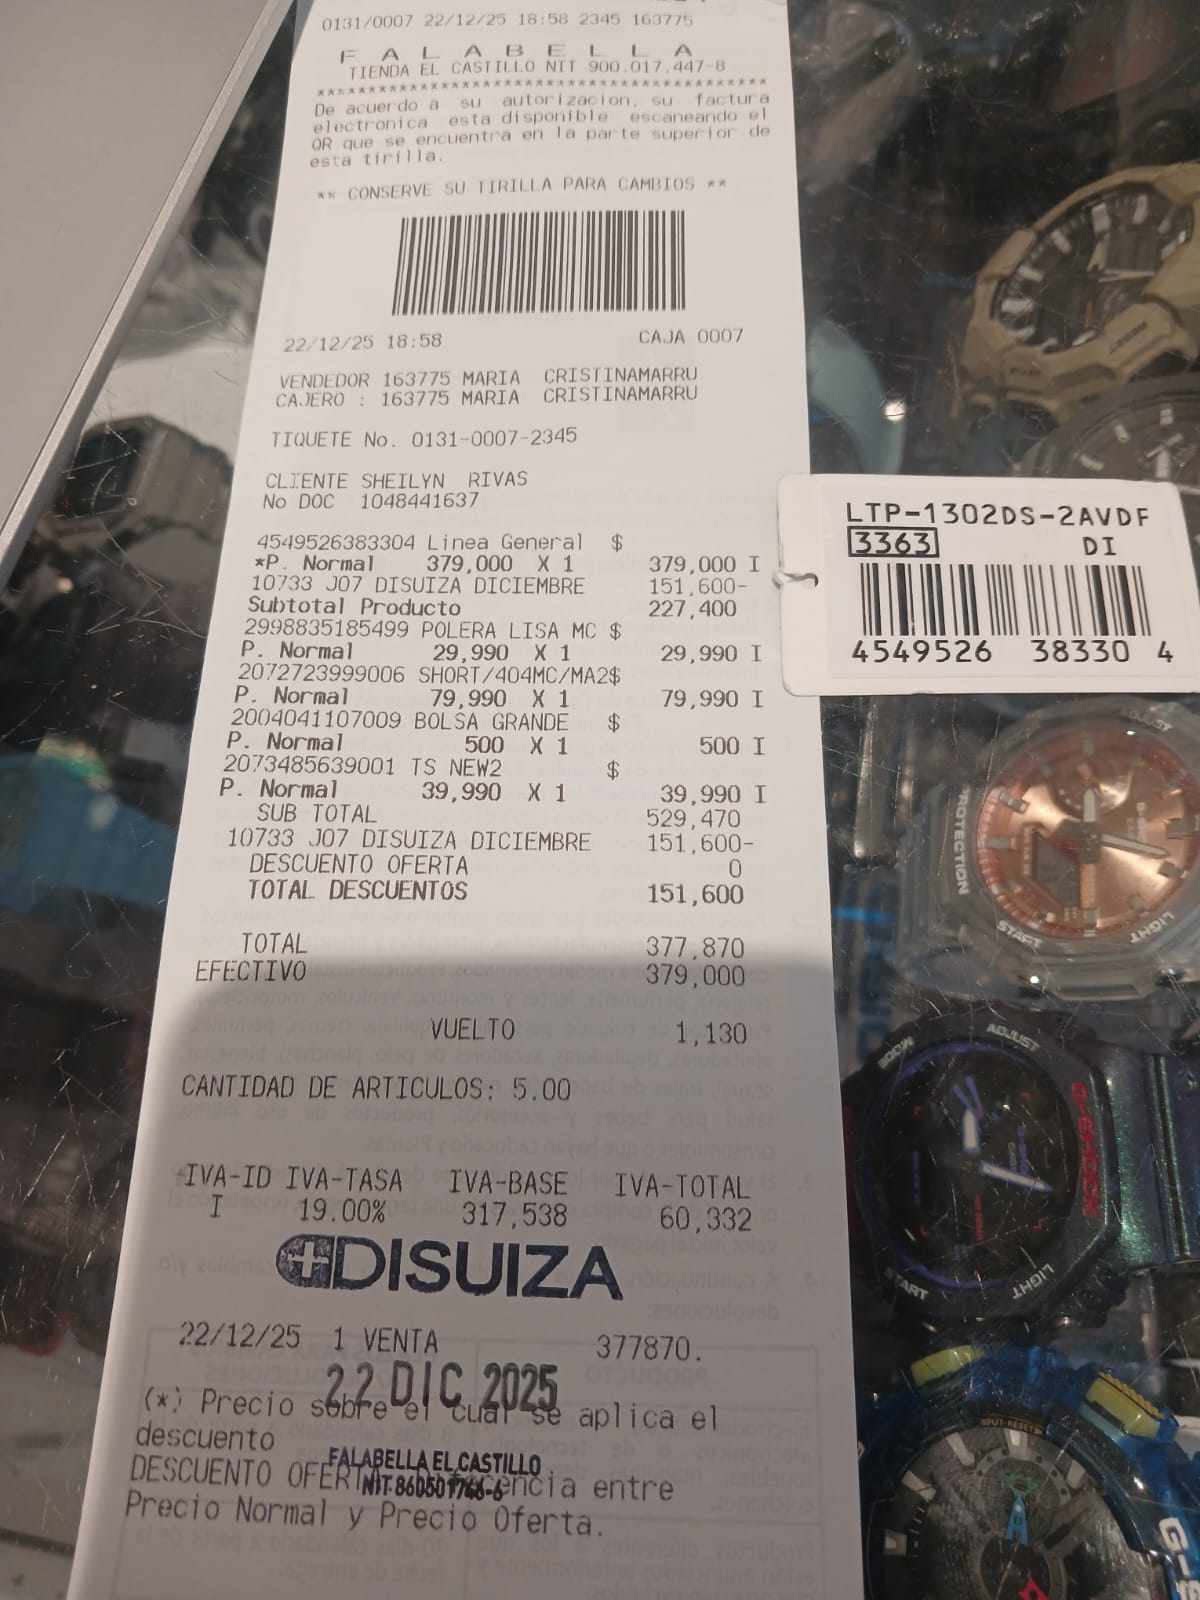 0131/0007 22/12/25 18:58 2345 163775
F A L A B E L L A
TIENDA EL CASTILLO NIT 900.017.447-8
****************************************
De acuerdo a su autorizacion, su factura
electronica esta disponible escaneando el
QR que se encuentra en la parte superior de
esta tirilla.
** CONSERVE SU TIRILLA PARA CAMBIOS **
22/12/25 18:58 CAJA 0007
VENDEDOR 163775 MARIA CRISTINAMARRU
CAJERO : 163775 MARIA CRISTINAMARRU
TIQUETE No. 0131-0007-2345
CLIENTE SHEILYN RIVAS
No DOC 1048441637
4549526383304 Linea General $
*P. Normal 379,000 X 1 379,000 I
10733 J07 DISUIZA DICIEMBRE 151,600-
Subtotal Producto 227,400
2998835185499 POLERA LISA MC $
P. Normal 29,990 X 1 29,990 I
2072723999006 SHORT/404MC/MA2$
P. Normal 79,990 X 1 79,990 I
2004041107009 BOLSA GRANDE $
P. Normal 500 X 1 500 I
2073485639001 TS NEW2 $
P. Normal 39,990 X 1 39,990 I
SUB TOTAL 529,470
10733 J07 DISUIZA DICIEMBRE 151,600-
DESCUENTO OFERTA 0
TOTAL DESCUENTOS 151,600
TOTAL 377,870
EFECTIVO 379,000
VUELTO 1,130
CANTIDAD DE ARTICULOS: 5.00
IVA-ID IVA-TASA IVA-BASE IVA-TOTAL
I 19.00% 317,538 60,332
DISUIZA
22/12/25 1 VENTA 377870.
22 DIC 2025
(*) Precio sobre el cual se aplica el
descuento
FALABELLA EL CASTILLO
DESCUENTO OFERTA entre
NIT-860501766-6
Precio Normal y Precio Oferta.
LTP-1302DS-2AVDF
3363 DI
4549526 38330 4
ADJUST
PROTECTION
START
LIGHT
MODE
ADJUST
G-SHOCK
START
LIGHT
SPLIT-RESET